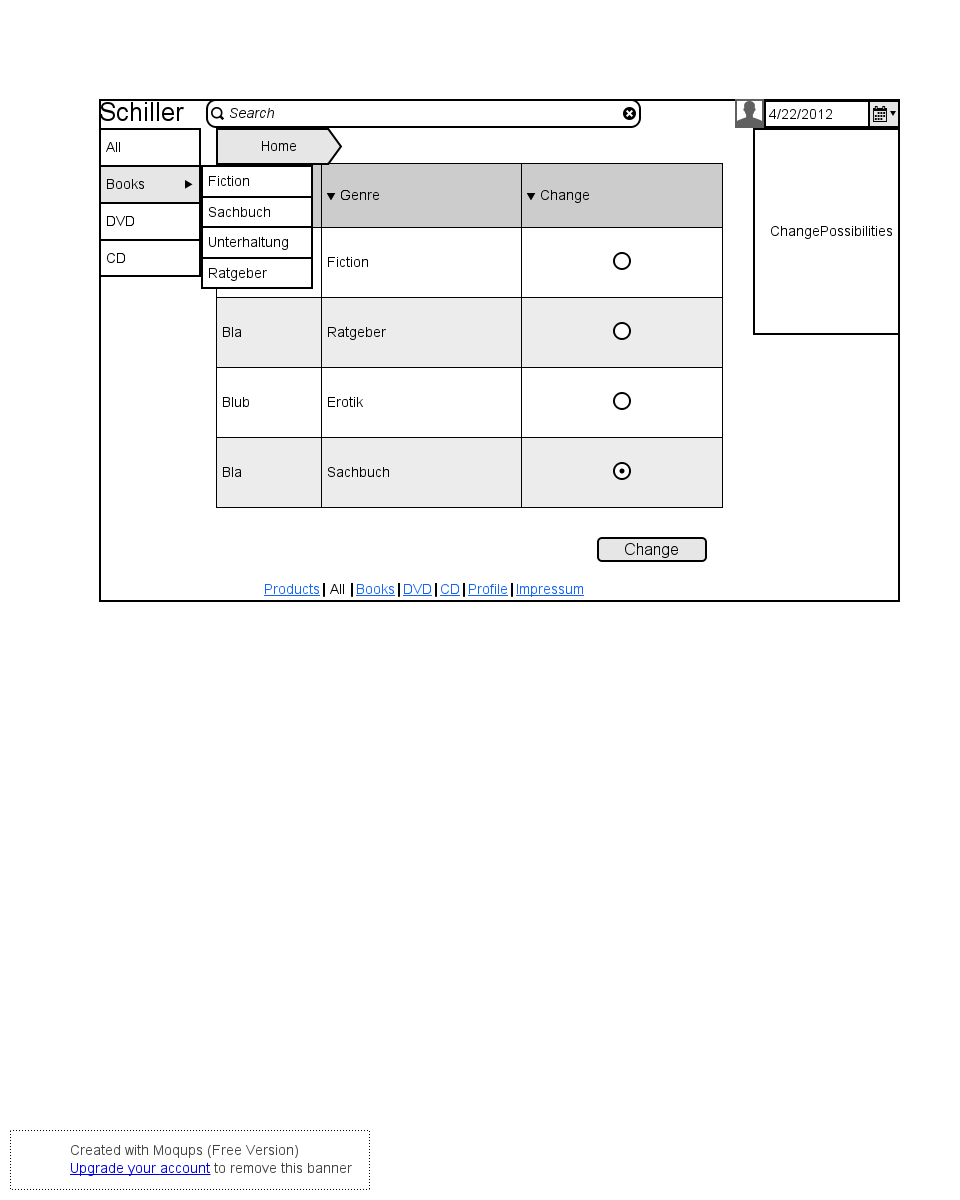 Schiller
Search
4/22/2012
All
Books
DVD
CD
Fiction
Sachbuch
Unterhaltung
Ratgeber
Home
Genre
Change
Fiction
Bla
Ratgeber
Blub
Erotik
Bla
Sachbuch
ChangePossibilities
Change
Products | All | Books | DVD | CD | Profile | Impressum
Created with Moqups (Free Version)
Upgrade your account to remove this banner